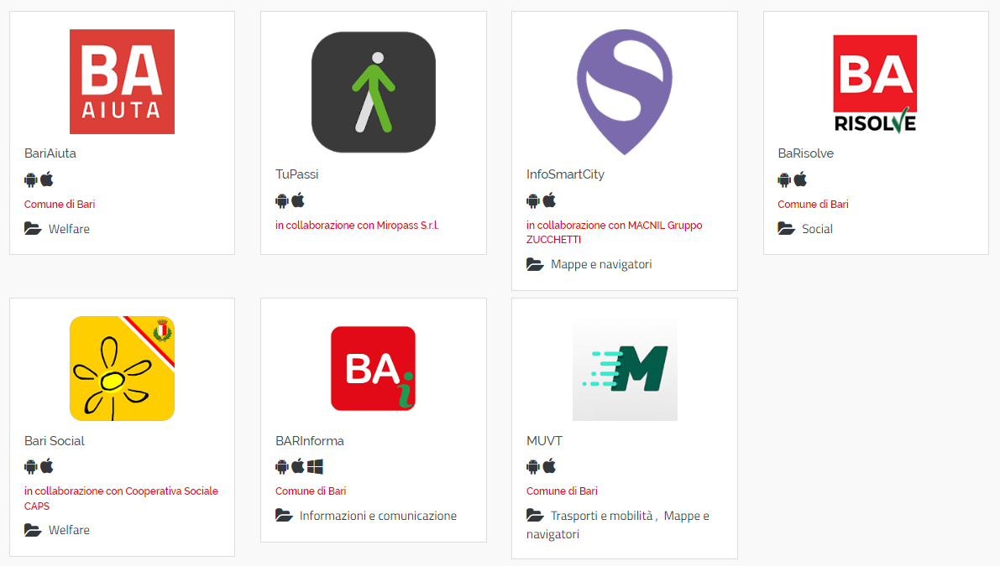 BA
AIUTA
BariAiuta
Comune di Bari
Welfare
TuPassi
in collaborazione con Miropass S.r.l.
S
InfoSmartCity
in collaborazione con MACNIL Gruppo
ZUCCHETTI
Mappe e navigatori
BA
RISOLVE
BaRisolve
Comune di Bari
Social
Bari Social
in collaborazione con Cooperativa Sociale
CAPS
Welfare
BA
i
BARInforma
Comune di Bari
Informazioni e comunicazione
M
MUVT
Comune di Bari
Trasporti e mobilità , Mappe e
navigatori